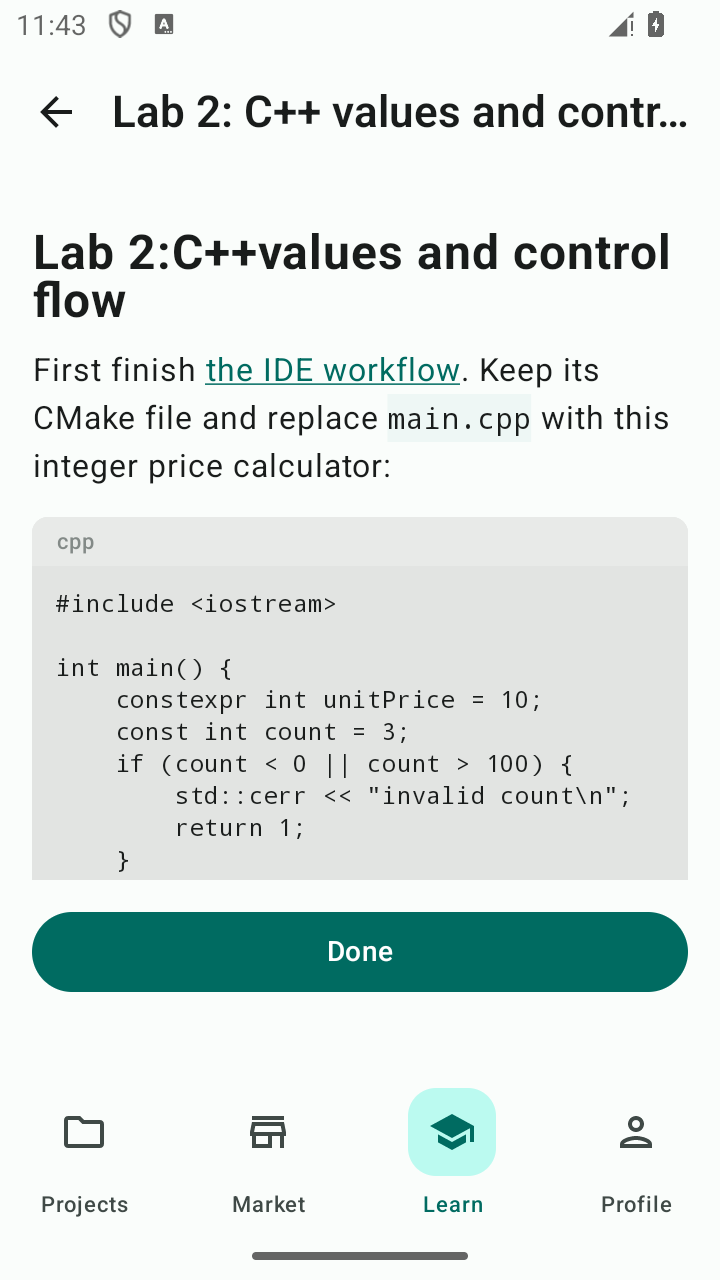 11:43
Lab 2: C++ values and contr...
Lab 2:C++values and control
flow
First finish the IDE workflow. Keep its
CMake file and replace main.cpp with this
integer price calculator:
cpp
#include <iostream>
int main() {
    constexpr int unitPrice = 10;
    const int count = 3;
    if (count < 0 || count > 100) {
        std::cerr << "invalid count\n";
        return 1;
    }
Done
Projects
Market
Learn
Profile